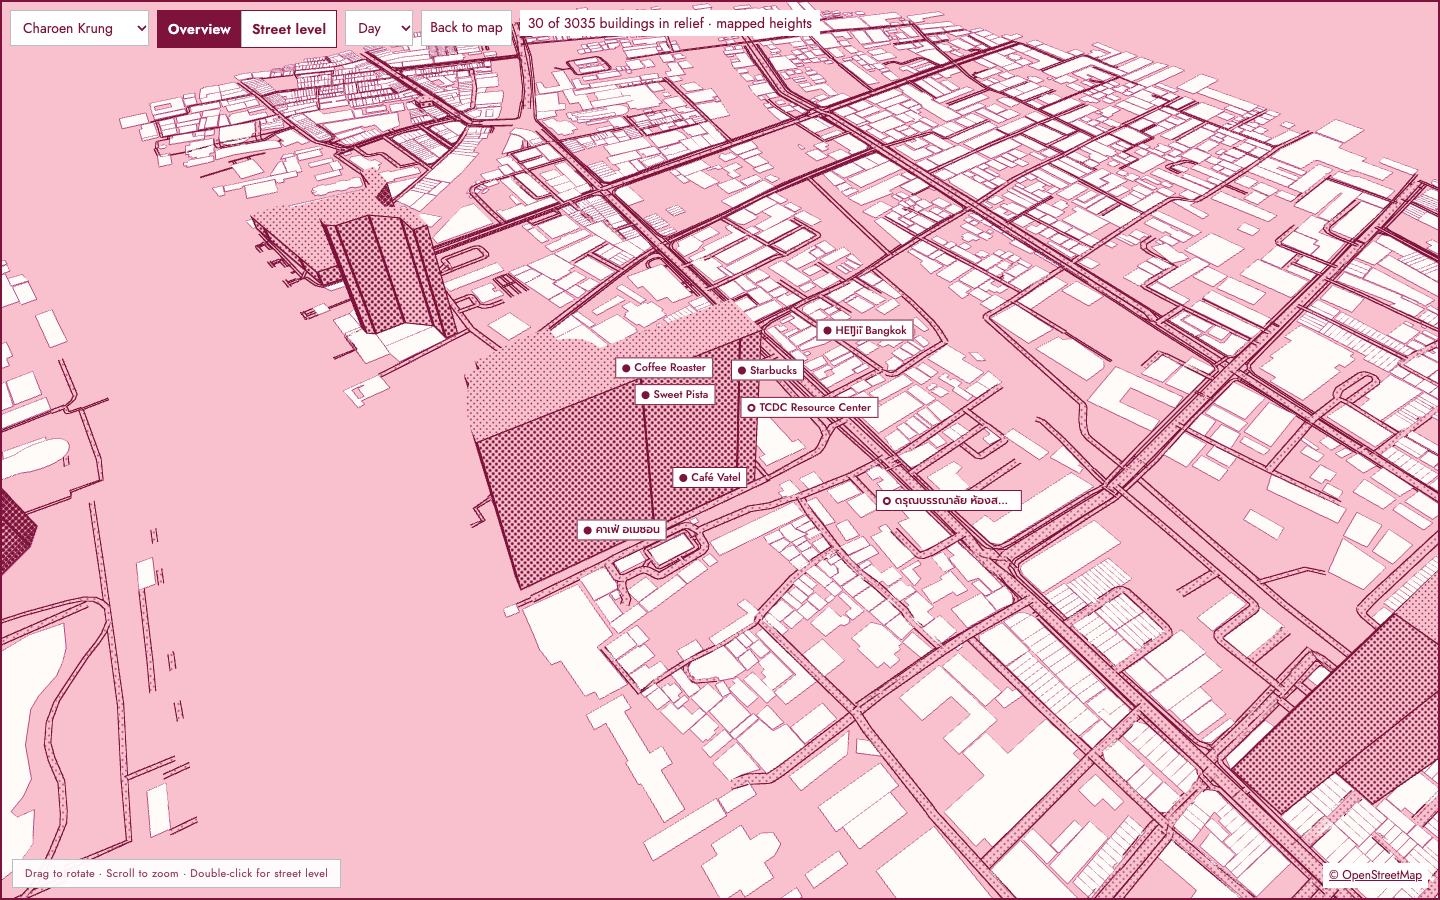 Charoen Krung
Overview
Street level
Day
Back to map
30 of 3035 buildings in relief · mapped heights
Coffee Roaster
Starbucks
Sweet Pista
TCDC Resource Center
Café Vatel
ดรุณบรรณาลัย ห้องส...
คาเฟ่ อเมซอน
Drag to rotate · Scroll to zoom · Double-click for street level
© OpenStreetMap